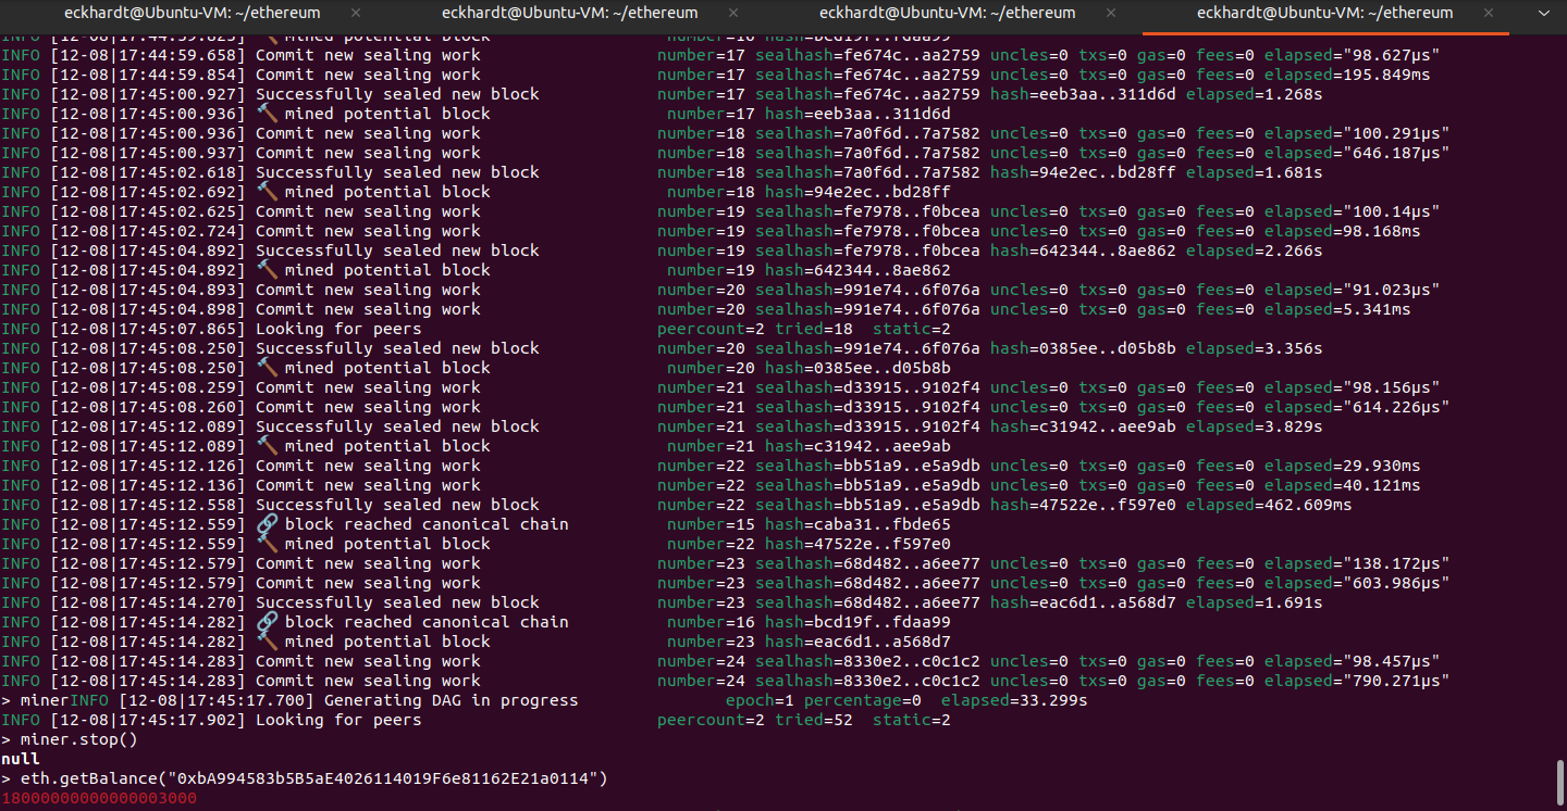 eckhardt@Ubuntu-VM: ~/ethereum × eckhardt@Ubuntu-VM: ~/ethereum × eckhardt@Ubuntu-VM: ~/ethereum × eckhardt@Ubuntu-VM: ~/ethereum ×
INFO [12-08|17:44:59.625] 🔨 mined potential block number=16 hash=bcd19f..fdaa99
INFO [12-08|17:44:59.658] Commit new sealing work number=17 sealhash=fe674c..aa2759 uncles=0 txs=0 gas=0 fees=0 elapsed="98.627µs"
INFO [12-08|17:44:59.854] Commit new sealing work number=17 sealhash=fe674c..aa2759 uncles=0 txs=0 gas=0 fees=0 elapsed=195.849ms
INFO [12-08|17:45:00.927] Successfully sealed new block number=17 sealhash=fe674c..aa2759 hash=eeb3aa..311d6d elapsed=1.268s
INFO [12-08|17:45:00.936] 🔨 mined potential block number=17 hash=eeb3aa..311d6d
INFO [12-08|17:45:00.936] Commit new sealing work number=18 sealhash=7a0f6d..7a7582 uncles=0 txs=0 gas=0 fees=0 elapsed="100.291µs"
INFO [12-08|17:45:00.937] Commit new sealing work number=18 sealhash=7a0f6d..7a7582 uncles=0 txs=0 gas=0 fees=0 elapsed="646.187µs"
INFO [12-08|17:45:02.618] Successfully sealed new block number=18 sealhash=7a0f6d..7a7582 hash=94e2ec..bd28ff elapsed=1.681s
INFO [12-08|17:45:02.692] 🔨 mined potential block number=18 hash=94e2ec..bd28ff
INFO [12-08|17:45:02.625] Commit new sealing work number=19 sealhash=fe7978..f0bcea uncles=0 txs=0 gas=0 fees=0 elapsed="100.14µs"
INFO [12-08|17:45:02.724] Commit new sealing work number=19 sealhash=fe7978..f0bcea uncles=0 txs=0 gas=0 fees=0 elapsed=98.168ms
INFO [12-08|17:45:04.892] Successfully sealed new block number=19 sealhash=fe7978..f0bcea hash=642344..8ae862 elapsed=2.266s
INFO [12-08|17:45:04.892] 🔨 mined potential block number=19 hash=642344..8ae862
INFO [12-08|17:45:04.893] Commit new sealing work number=20 sealhash=991e74..6f076a uncles=0 txs=0 gas=0 fees=0 elapsed="91.023µs"
INFO [12-08|17:45:04.898] Commit new sealing work number=20 sealhash=991e74..6f076a uncles=0 txs=0 gas=0 fees=0 elapsed=5.341ms
INFO [12-08|17:45:07.865] Looking for peers peercount=2 tried=18 static=2
INFO [12-08|17:45:08.250] Successfully sealed new block number=20 sealhash=991e74..6f076a hash=0385ee..d05b8b elapsed=3.356s
INFO [12-08|17:45:08.250] 🔨 mined potential block number=20 hash=0385ee..d05b8b
INFO [12-08|17:45:08.259] Commit new sealing work number=21 sealhash=d33915..9102f4 uncles=0 txs=0 gas=0 fees=0 elapsed="98.156µs"
INFO [12-08|17:45:08.260] Commit new sealing work number=21 sealhash=d33915..9102f4 uncles=0 txs=0 gas=0 fees=0 elapsed="614.226µs"
INFO [12-08|17:45:12.089] Successfully sealed new block number=21 sealhash=d33915..9102f4 hash=c31942..aee9ab elapsed=3.829s
INFO [12-08|17:45:12.089] 🔨 mined potential block number=21 hash=c31942..aee9ab
INFO [12-08|17:45:12.126] Commit new sealing work number=22 sealhash=bb51a9..e5a9db uncles=0 txs=0 gas=0 fees=0 elapsed=29.930ms
INFO [12-08|17:45:12.136] Commit new sealing work number=22 sealhash=bb51a9..e5a9db uncles=0 txs=0 gas=0 fees=0 elapsed=40.121ms
INFO [12-08|17:45:12.558] Successfully sealed new block number=22 sealhash=bb51a9..e5a9db hash=47522e..f597e0 elapsed=462.609ms
INFO [12-08|17:45:12.559] 🔗 block reached canonical chain number=15 hash=caba31..fbde65
INFO [12-08|17:45:12.559] 🔨 mined potential block number=22 hash=47522e..f597e0
INFO [12-08|17:45:12.579] Commit new sealing work number=23 sealhash=68d482..a6ee77 uncles=0 txs=0 gas=0 fees=0 elapsed="138.172µs"
INFO [12-08|17:45:12.579] Commit new sealing work number=23 sealhash=68d482..a6ee77 uncles=0 txs=0 gas=0 fees=0 elapsed="603.986µs"
INFO [12-08|17:45:14.270] Successfully sealed new block number=23 sealhash=68d482..a6ee77 hash=eac6d1..a568d7 elapsed=1.691s
INFO [12-08|17:45:14.282] 🔗 block reached canonical chain number=16 hash=bcd19f..fdaa99
INFO [12-08|17:45:14.282] 🔨 mined potential block number=23 hash=eac6d1..a568d7
INFO [12-08|17:45:14.283] Commit new sealing work number=24 sealhash=8330e2..c0c1c2 uncles=0 txs=0 gas=0 fees=0 elapsed="98.457µs"
INFO [12-08|17:45:14.283] Commit new sealing work number=24 sealhash=8330e2..c0c1c2 uncles=0 txs=0 gas=0 fees=0 elapsed="790.271µs"
> minerINFO [12-08|17:45:17.700] Generating DAG in progress epoch=1 percentage=0 elapsed=33.299s
INFO [12-08|17:45:17.902] Looking for peers peercount=2 tried=52 static=2
> miner.stop()
null
> eth.getBalance("0xbA994583b5B5aE4026114019F6e81162E21a0114")
18000000000000003000